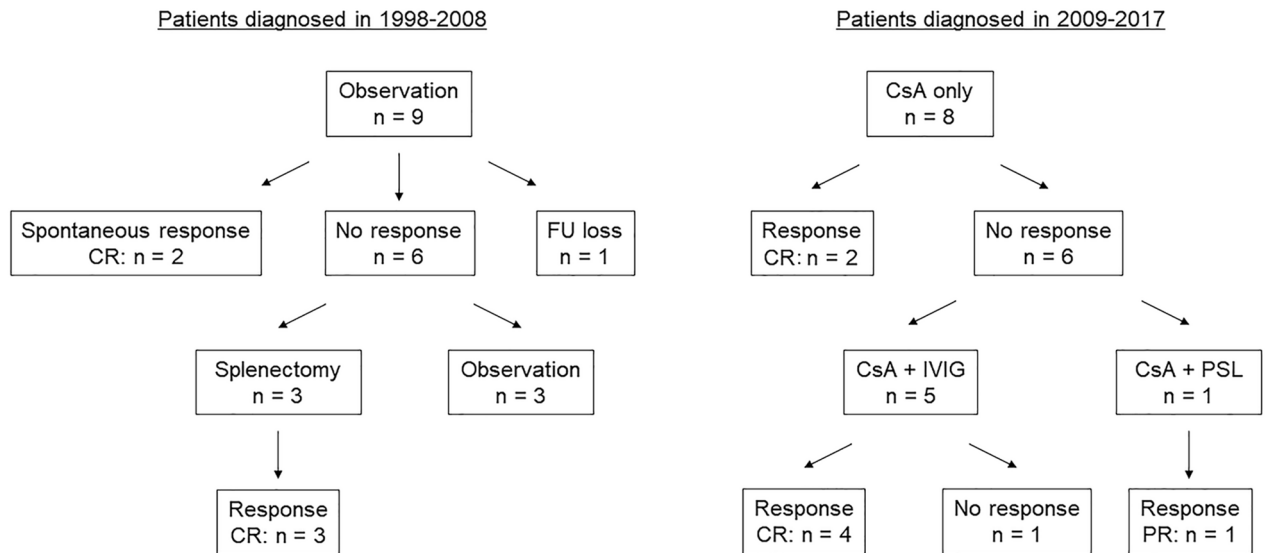 Patients diagnosed in 1998-2008
Observation
n = 9
Spontaneous response
CR: n = 2
No response
n = 6
FU loss
n = 1
Splenectomy
n = 3
Observation
n = 3
Response
CR: n = 3
Patients diagnosed in 2009-2017
CsA only
n = 8
Response
CR: n = 2
No response
n = 6
CsA + IVIG
n = 5
CsA + PSL
n = 1
Response
CR: n = 4
No response
n = 1
Response
PR: n = 1